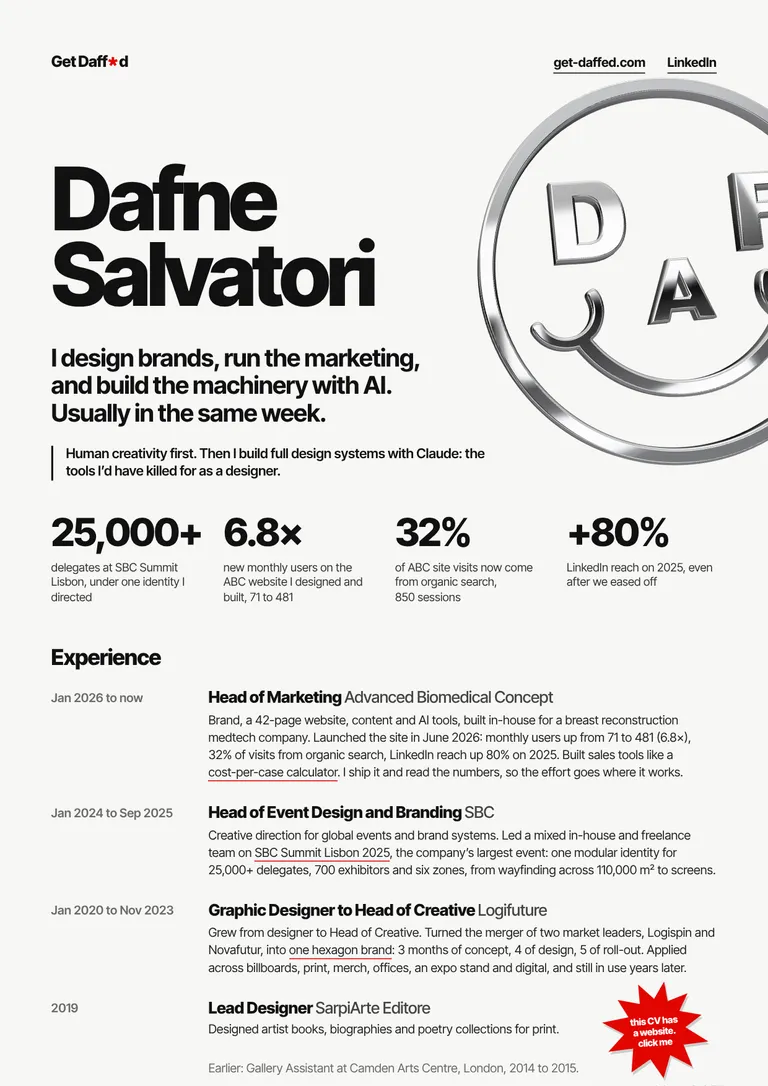 Get Daff*d
get-daffed.com LinkedIn
D F
A
Dafne
Salvatori
I design brands, run the marketing,
and build the machinery with AI.
Usually in the same week.
Human creativity first. Then I build full design systems with Claude: the
tools I’d have killed for as a designer.
25,000+
delegates at SBC Summit
Lisbon, under one identity I
directed
6.8×
new monthly users on the
ABC website I designed and
built, 71 to 481
32%
of ABC site visits now come
from organic search,
850 sessions
+80%
LinkedIn reach on 2025, even
after we eased off
Experience
Jan 2026 to now
Head of Marketing Advanced Biomedical Concept
Brand, a 42-page website, content and AI tools, built in-house for a breast reconstruction
medtech company. Launched the site in June 2026: monthly users up from 71 to 481 (6.8×),
32% of visits from organic search, LinkedIn reach up 80% on 2025. Built sales tools like a
cost-per-case calculator. I ship it and read the numbers, so the effort goes where it works.
Jan 2024 to Sep 2025
Head of Event Design and Branding SBC
Creative direction for global events and brand systems. Led a mixed in-house and freelance
team on SBC Summit Lisbon 2025, the company’s largest event: one modular identity for
25,000+ delegates, 700 exhibitors and six zones, from wayfinding across 110,000 m² to screens.
Jan 2020 to Nov 2023
Graphic Designer to Head of Creative Logifuture
Grew from designer to Head of Creative. Turned the merger of two market leaders, Logispin and
Novafutur, into one hexagon brand: 3 months of concept, 4 of design, 5 of roll-out. Applied
across billboards, print, merch, offices, an expo stand and digital, and still in use years later.
2019
Lead Designer SarpiArte Editore
Designed artist books, biographies and poetry collections for print.
Earlier: Gallery Assistant at Camden Arts Centre, London, 2014 to 2015.
this CV has
a website.
click me